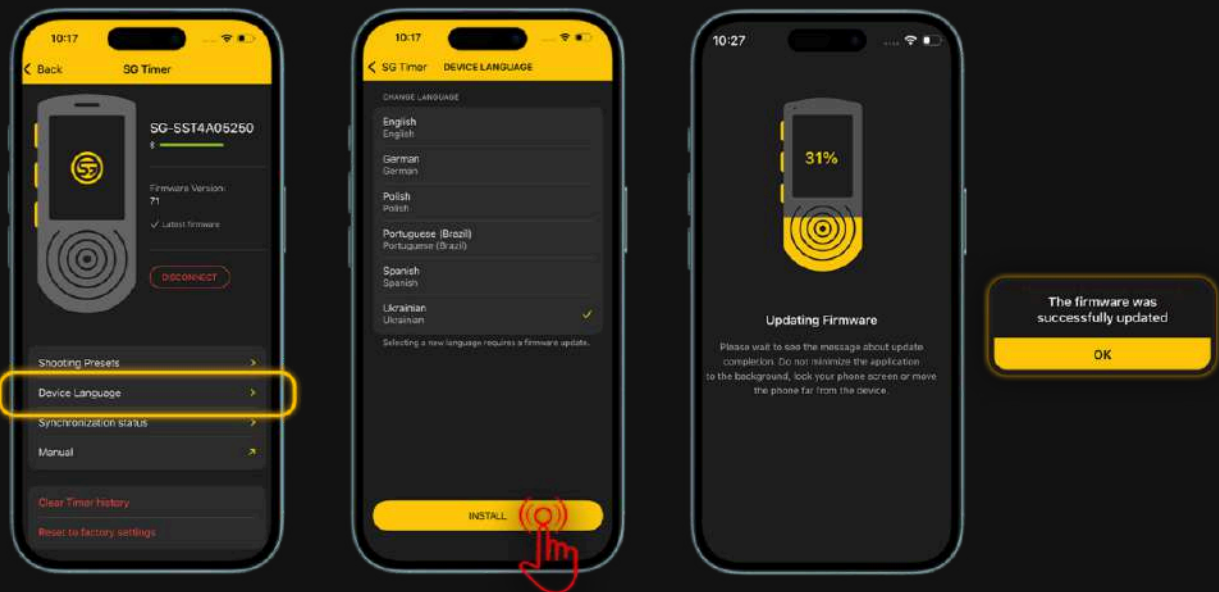 10:17
Back
SG Timer
SG-SST4A05250
Firmware Version:
71
Latest firmware
DISCONNECT
Shooting Presets
Device Language
Synchronization status
Manual
Clear Timer history
Reset to factory settings
10:17
SG Timer
DEVICE LANGUAGE
CHANGE LANGUAGE
English
English
German
German
Polish
Polish
Portuguese (Brazil)
Portuguese (Brazil)
Spanish
Spanish
Ukrainian
Ukrainian
Selecting a new language requires a firmware update.
INSTALL
10:27
31%
Updating Firmware
Please wait to see the message about update
completion. Do not minimize the application
to the background, lock your phone screen or move
the phone far from the device.
The firmware was
successfully updated
OK